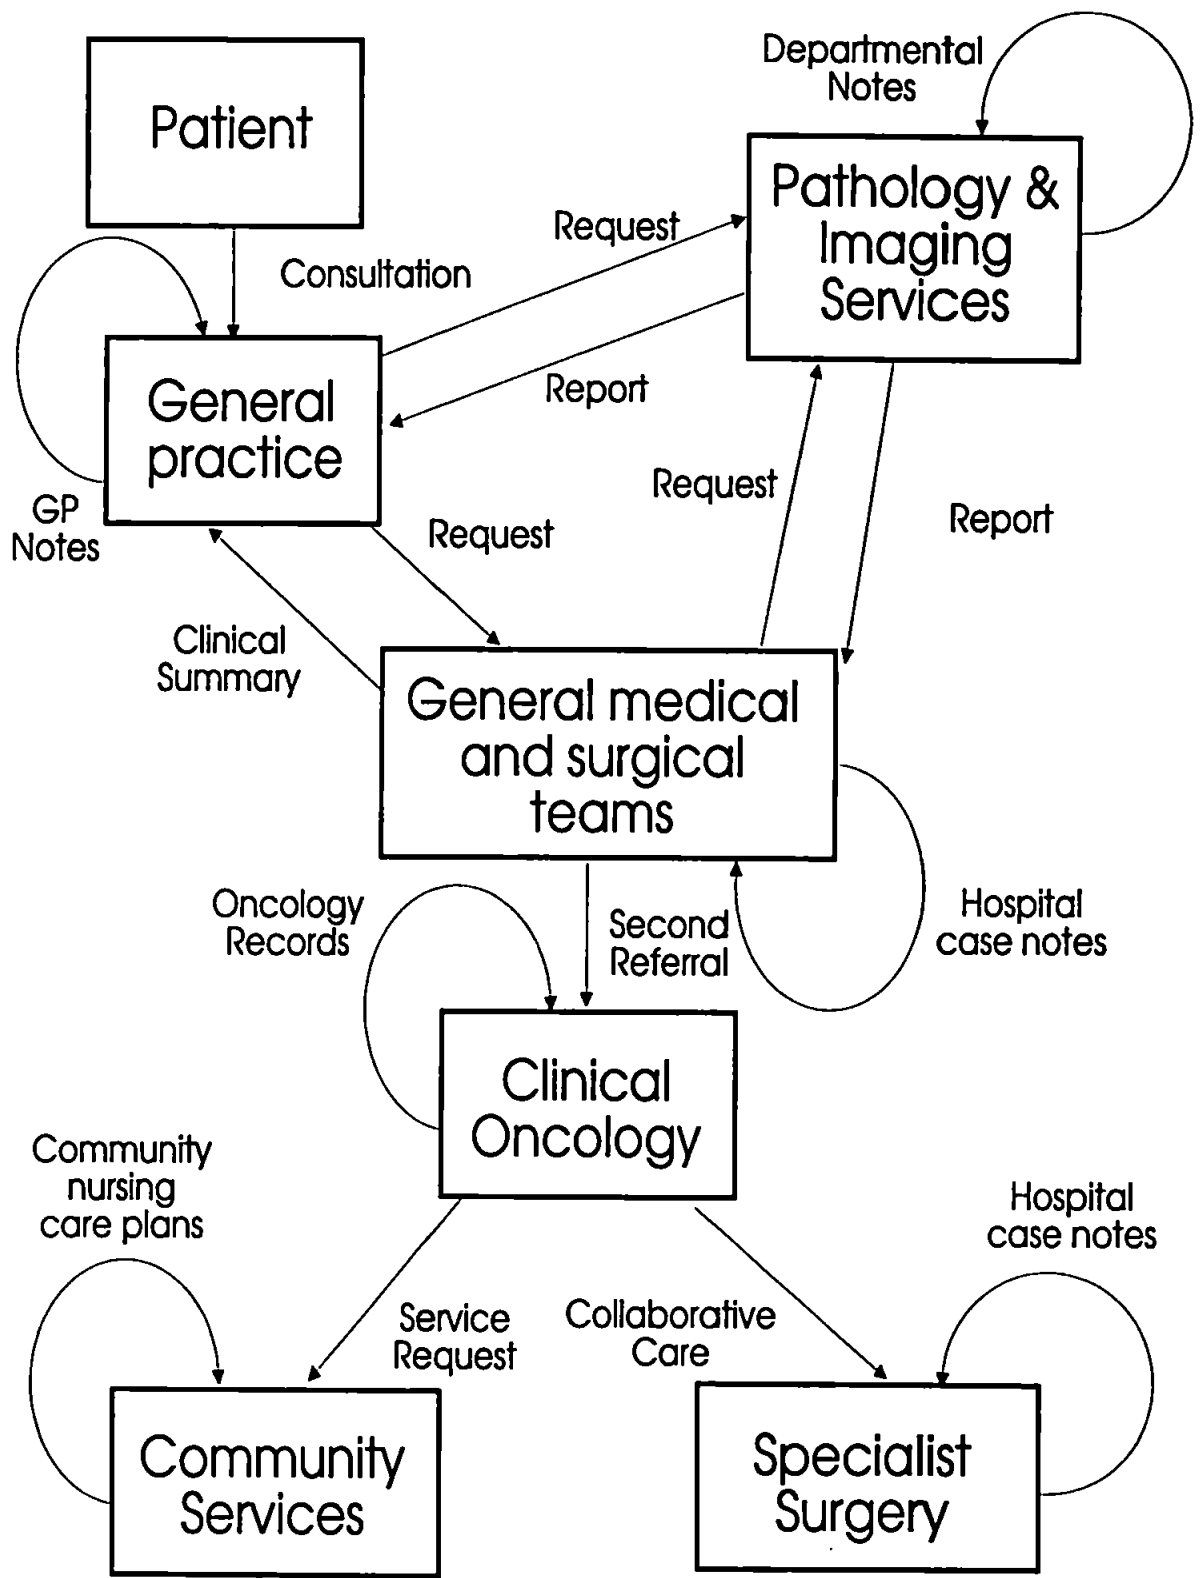 Departmental
Notes
Patient
Pathology &
Imaging
Services
Request
Consultation
Report
General
practice
GP
Notes
Request
Request
Report
Clinical
Summary
General medical
and surgical
teams
Oncology
Records
Second
Referral
Hospital
case notes
Clinical
Oncology
Community
nursing
care plans
Hospital
case notes
Service
Request
Collaborative
Care
Community
Services
Specialist
Surgery